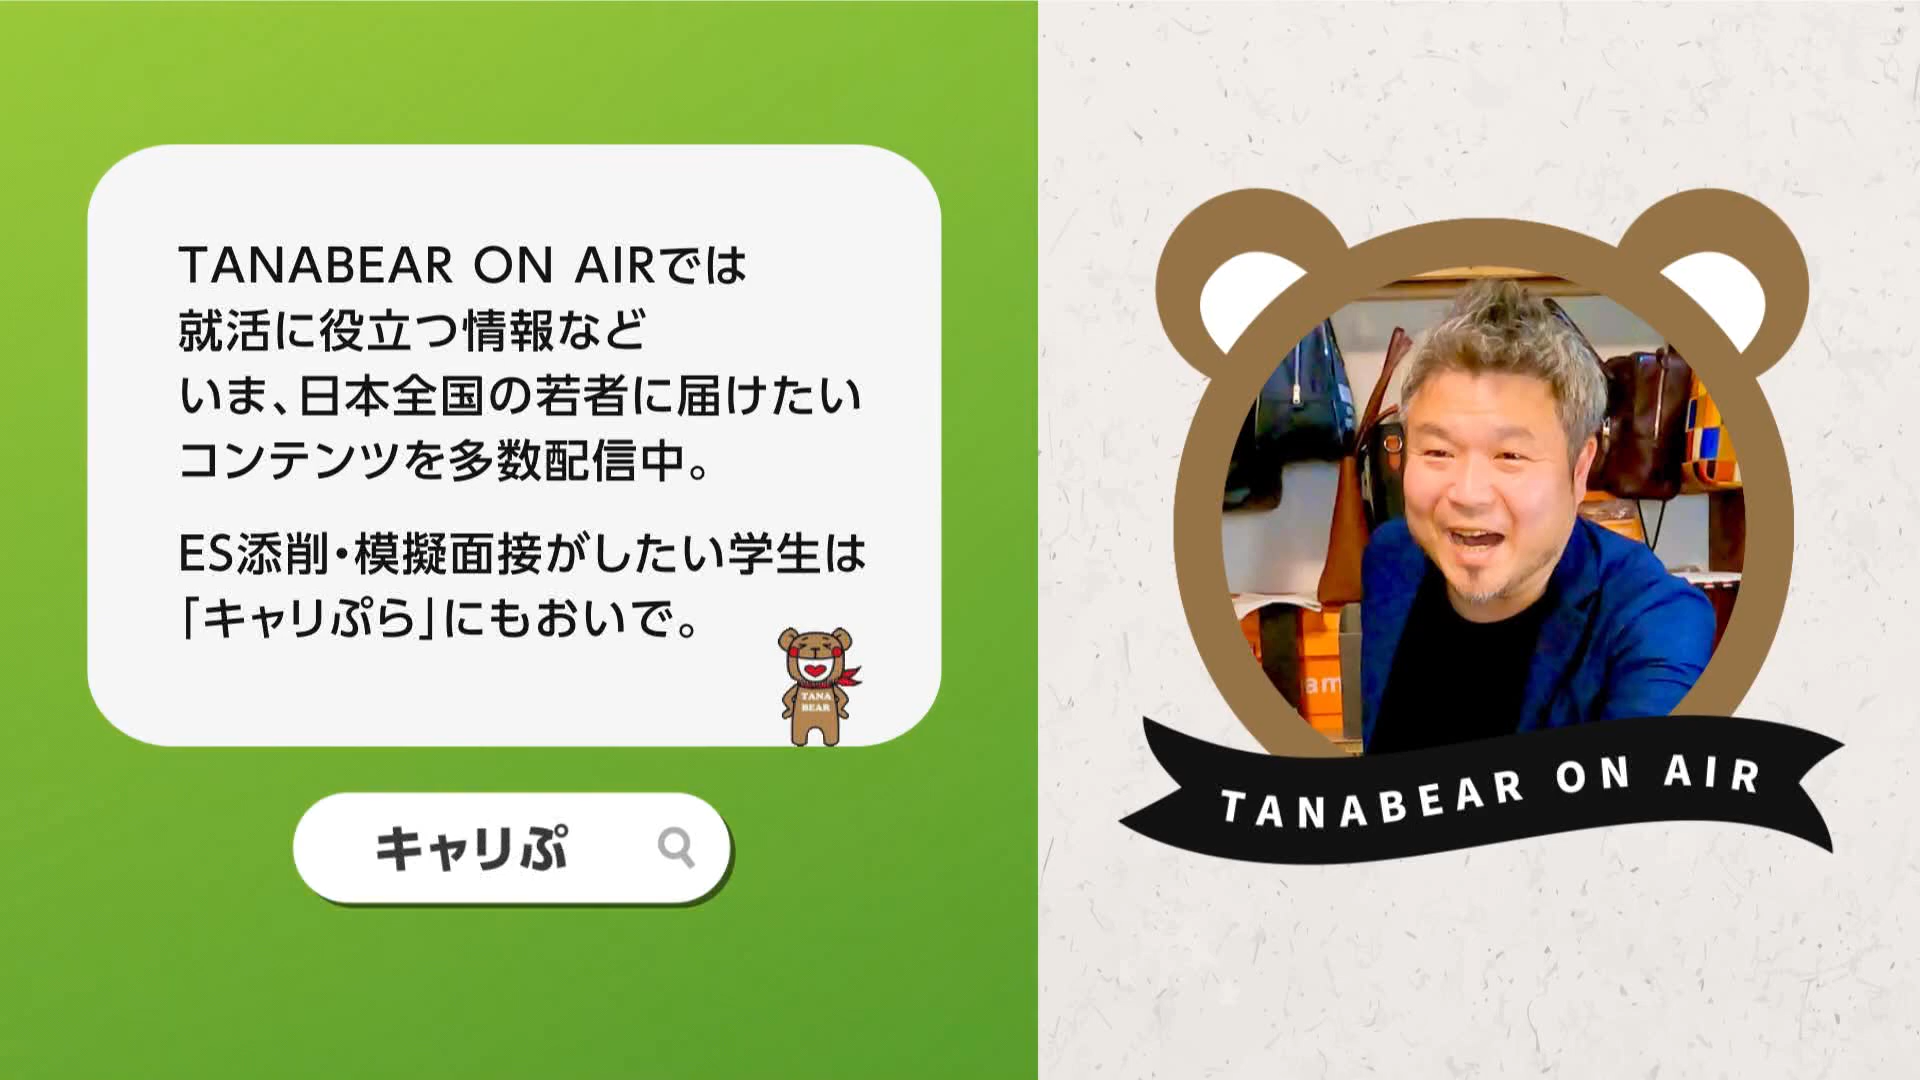 TANABEAR ON AIRでは
就活に役立つ情報など
いま、日本全国の若者に届けたい
コンテンツを多数配信中。
ES添削・模擬面接がしたい学生は
「キャリぷら」にもおいで。
TANA
BEAR
キャリぷ
am
TANABEAR ON AIR